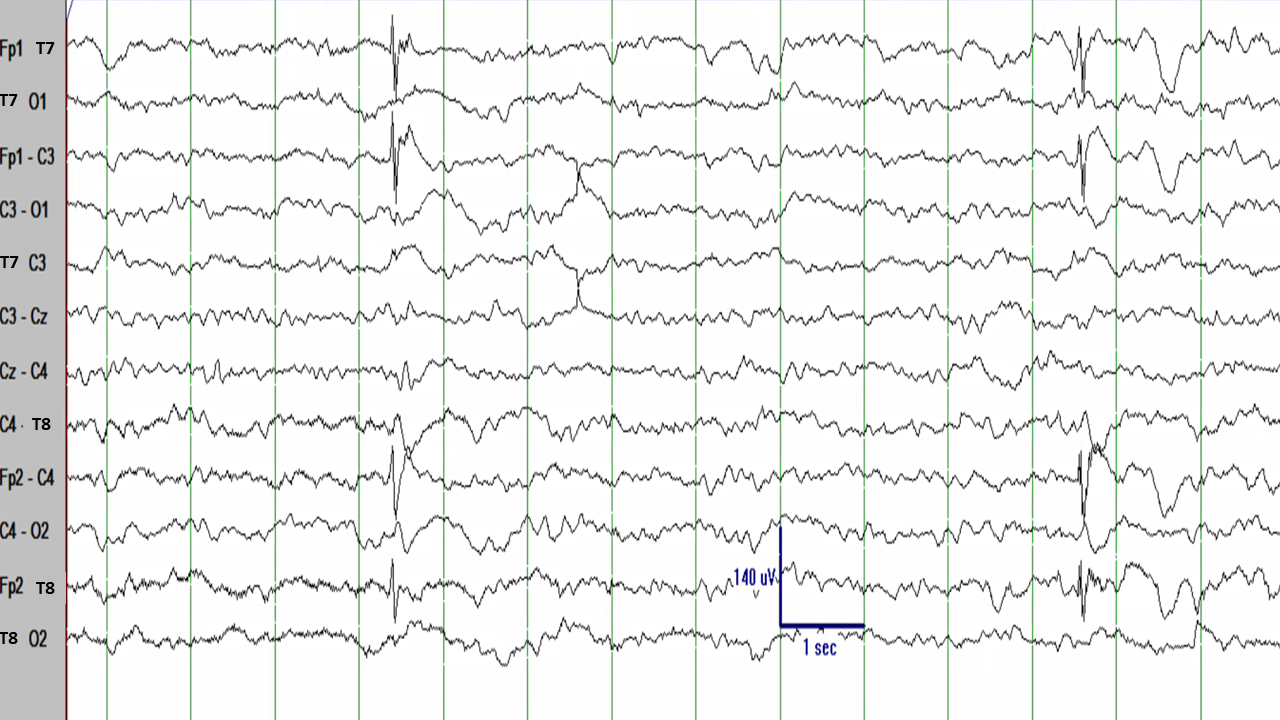 Fp1 T7
T7 O1
Fp1 - C3
C3 - O1
T7 C3
C3 - Cz
Cz - C4
C4 · T8
Fp2 - C4
C4 - O2
140 uV
Fp2 T8
T8 O2
1 sec